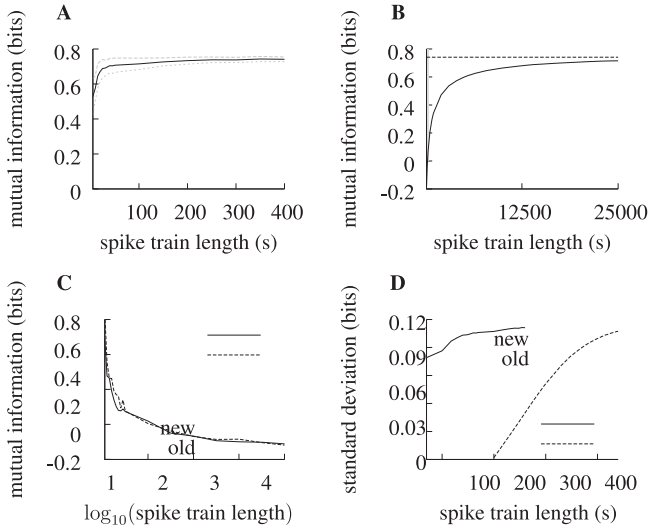 A
mutual information (bits)
0.8
0.6
0.4
0.2
0
100 200 300 400
spike train length (s)
B
mutual information (bits)
0.8
0.6
0.4
0.2
0
-0.2
12500 25000
spike train length (s)
C
mutual information (bits)
0.8
0.6
0.4
0.2
0
-0.2
new
old
1 2 3 4
log10(spike train length)
D
standard deviation (bits)
0.12
0.09
0.06
0.03
0
new
old
100 200 300 400
spike train length (s)